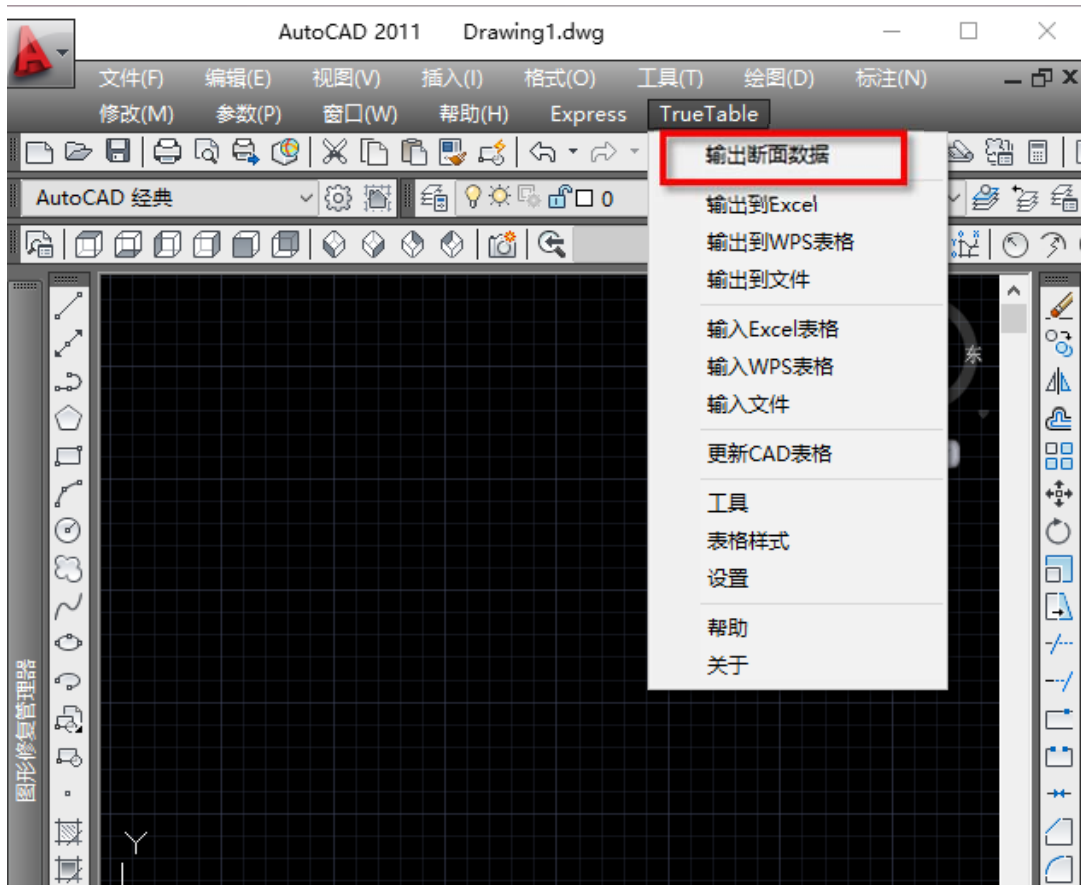 AutoCAD 2011 Drawing1.dwg
文件(F) 编辑(E) 视图(V) 插入(I) 格式(O) 工具(T) 绘图(D) 标注(N)
修改(M) 参数(P) 窗口(W) 帮助(H) Express TrueTable
输出断面数据
AutoCAD 经典
0
输出到Excel
输出到WPS表格
输出到文件
输入Excel表格
东
输入WPS表格
输入文件
更新CAD表格
工具
表格样式
设置
帮助
关于
图形修复管理器
Y